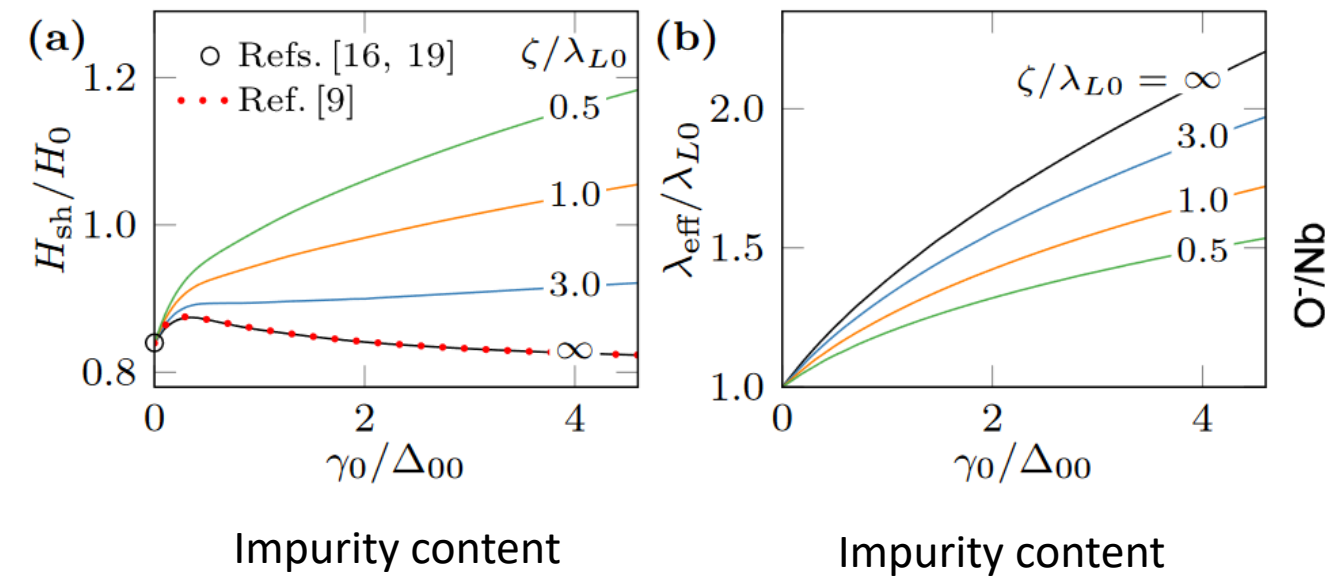 (a)
○ Refs. [16, 19]
• • • Ref. [9]
ζ/λL0
0.5
1.0
3.0
∞
1.2
1.0
0.8
Hsh/H0
0
2
4
γ0/Δ00
Impurity content
(b)
ζ/λL0 = ∞
3.0
1.0
0.5
2.0
1.5
1.0
λeff/λL0
0
2
4
γ0/Δ00
Impurity content
O⁻/Nb